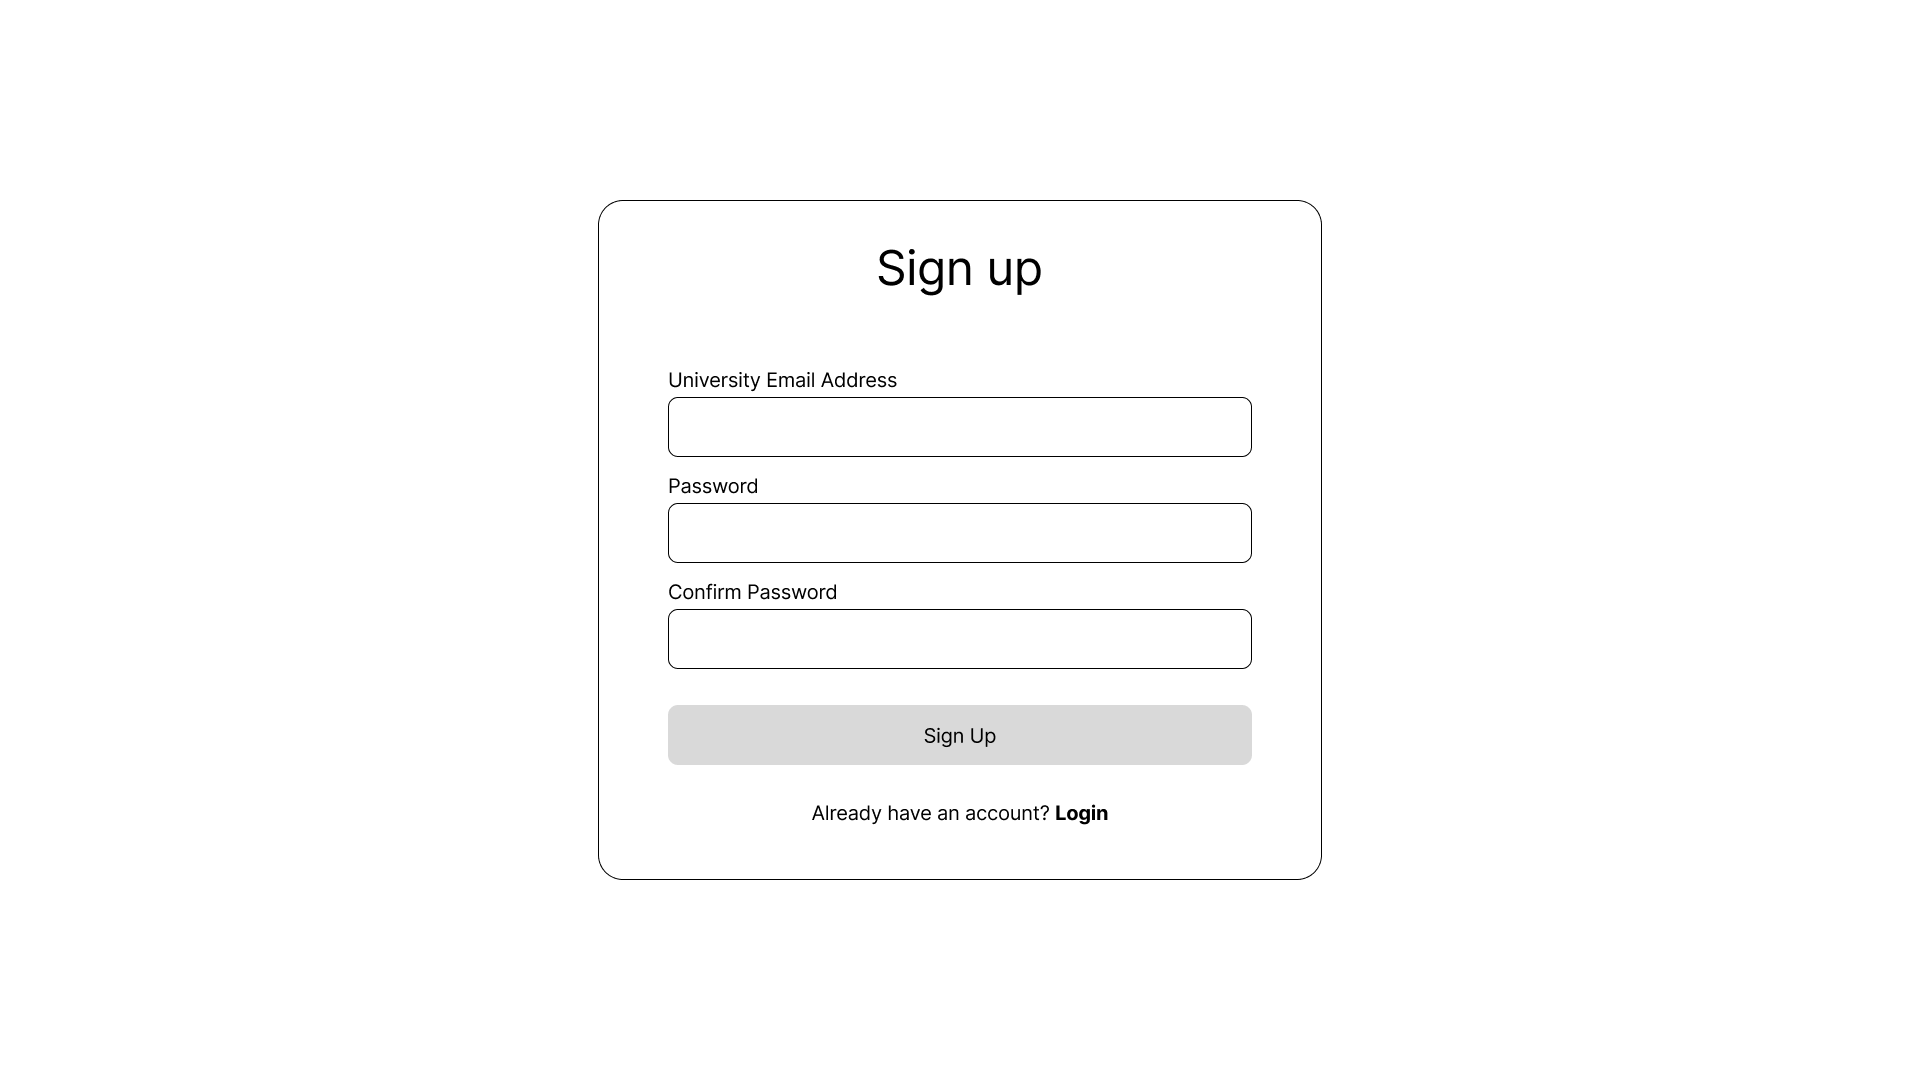 Sign up
University Email Address
Password
Confirm Password
Sign Up
Already have an account? Login